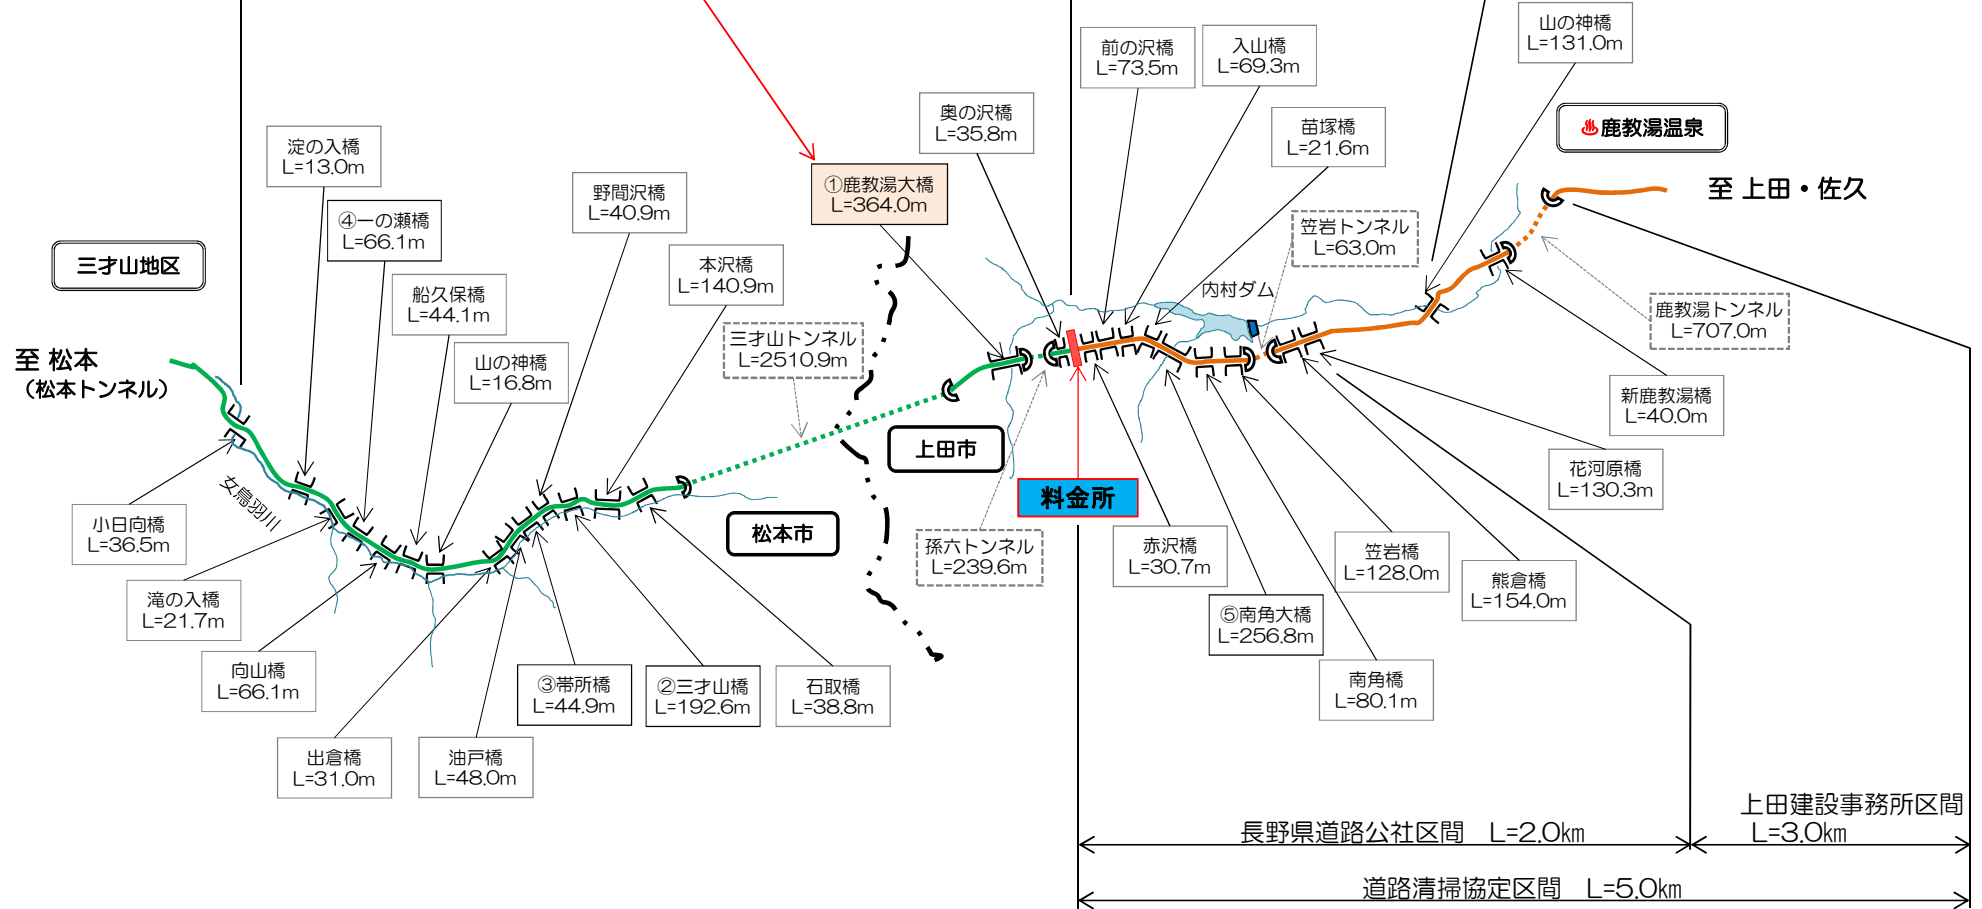 山の神橋
L=131.0m
前の沢橋
L=73.5m
入山橋
L=69.3m
奥の沢橋
L=35.8m
苗塚橋
L=21.6m
♨鹿教湯温泉
淀の入橋
L=13.0m
①鹿教湯大橋
L=364.0m
野間沢橋
L=40.9m
至 上田・佐久
④一の瀬橋
L=66.1m
笠岩トンネル
L=63.0m
三才山地区
本沢橋
L=140.9m
船久保橋
L=44.1m
内村ダム
鹿教湯トンネル
L=707.0m
三才山トンネル
L=2510.9m
至 松本
（松本トンネル）
山の神橋
L=16.8m
新鹿教湯橋
L=40.0m
上田市
花河原橋
L=130.3m
女鳥羽川
料金所
小日向橋
L=36.5m
松本市
孫六トンネル
L=239.6m
赤沢橋
L=30.7m
笠岩橋
L=128.0m
熊倉橋
L=154.0m
滝の入橋
L=21.7m
⑤南角大橋
L=256.8m
向山橋
L=66.1m
③帯所橋
L=44.9m
②三才山橋
L=192.6m
石取橋
L=38.8m
南角橋
L=80.1m
出倉橋
L=31.0m
油戸橋
L=48.0m
上田建設事務所区間
L=3.0㎞
長野県道路公社区間　L=2.0㎞
道路清掃協定区間　L=5.0㎞